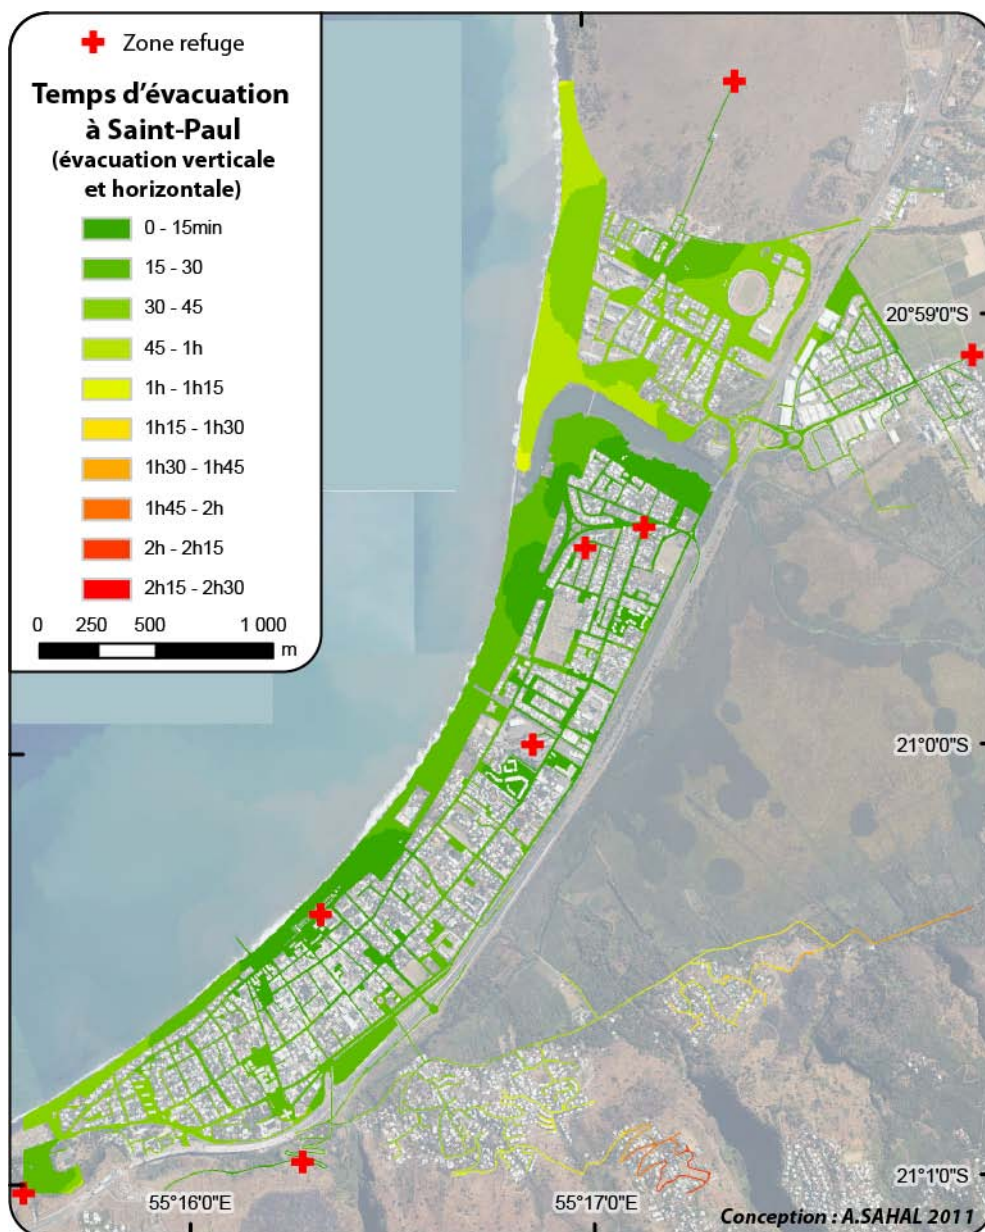 Zone refuge
Temps d'évacuation
à Saint-Paul
(évacuation verticale
et horizontale)
0 - 15min
15 - 30
30 - 45
45 - 1h
1h - 1h15
1h15 - 1h30
1h30 - 1h45
1h45 - 2h
2h - 2h15
2h15 - 2h30
0 250 500 1 000
m
20°59'0"S
21°0'0"S
21°1'0"S
55°16'0"E
55°17'0"E
Conception : A.SAHAL 2011